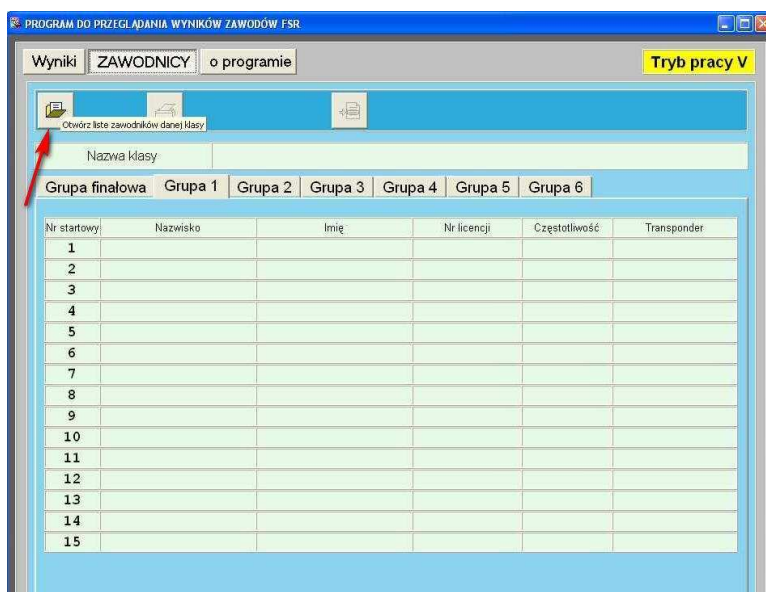 PROGRAM DO PRZEGLĄDANIA WYNIKÓW ZAWODÓW FSR
Wyniki ZAWODNICY o programie Tryb pracy V
Otwórz liste zawodników danej klasy
Nazwa klasy
Grupa finałowa Grupa 1 Grupa 2 Grupa 3 Grupa 4 Grupa 5 Grupa 6
Nr startowy Nazwisko Imię Nr licencji Częstotliwość Transponder
1
2
3
4
5
6
7
8
9
10
11
12
13
14
15